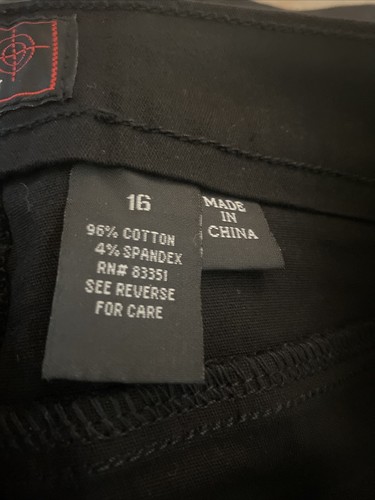 16
96% COTTON
4% SPANDEX
RN# 83351
SEE REVERSE
FOR CARE
MADE
IN
CHINA